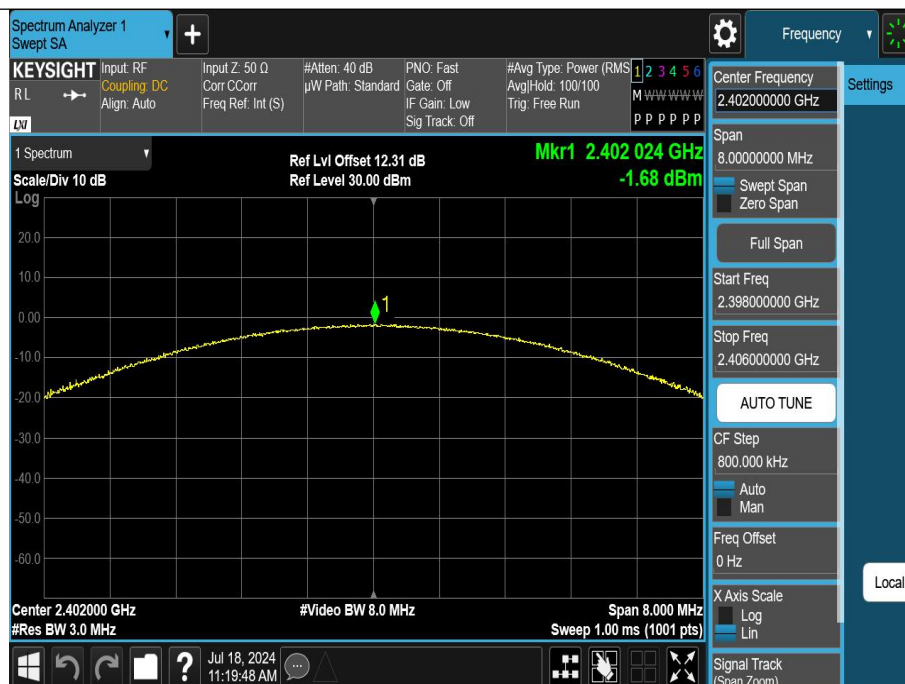 Spectrum Analyzer 1
Swept SA
Frequency
KEYSIGHT
RL
LXI
Input: RF
Coupling: DC
Align: Auto
Input Z: 50 Ω
Corr CCorr
Freq Ref: Int (S)
#Atten: 40 dB
µW Path: Standard
PNO: Fast
Gate: Off
IF Gain: Low
Sig Track: Off
#Avg Type: Power (RMS
Avg|Hold: 100/100
Trig: Free Run
1 2 3 4 5 6
M W W W W W
P P P P P P
1 Spectrum
Scale/Div 10 dB
Log
Ref Lvl Offset 12.31 dB
Ref Level 30.00 dBm
Mkr1 2.402 024 GHz
-1.68 dBm
20.0
10.0
0.00
-10.0
-20.0
-30.0
-40.0
-50.0
-60.0
1
Center 2.402000 GHz
#Res BW 3.0 MHz
#Video BW 8.0 MHz
Span 8.000 MHz
Sweep 1.00 ms (1001 pts)
Jul 18, 2024
11:19:48 AM
?
Center Frequency
2.402000000 GHz
Span
8.00000000 MHz
Swept Span
Zero Span
Full Span
Start Freq
2.398000000 GHz
Stop Freq
2.406000000 GHz
AUTO TUNE
CF Step
800.000 kHz
Auto
Man
Freq Offset
0 Hz
X Axis Scale
Log
Lin
Signal Track
(Span Zoom)
Settings
Local